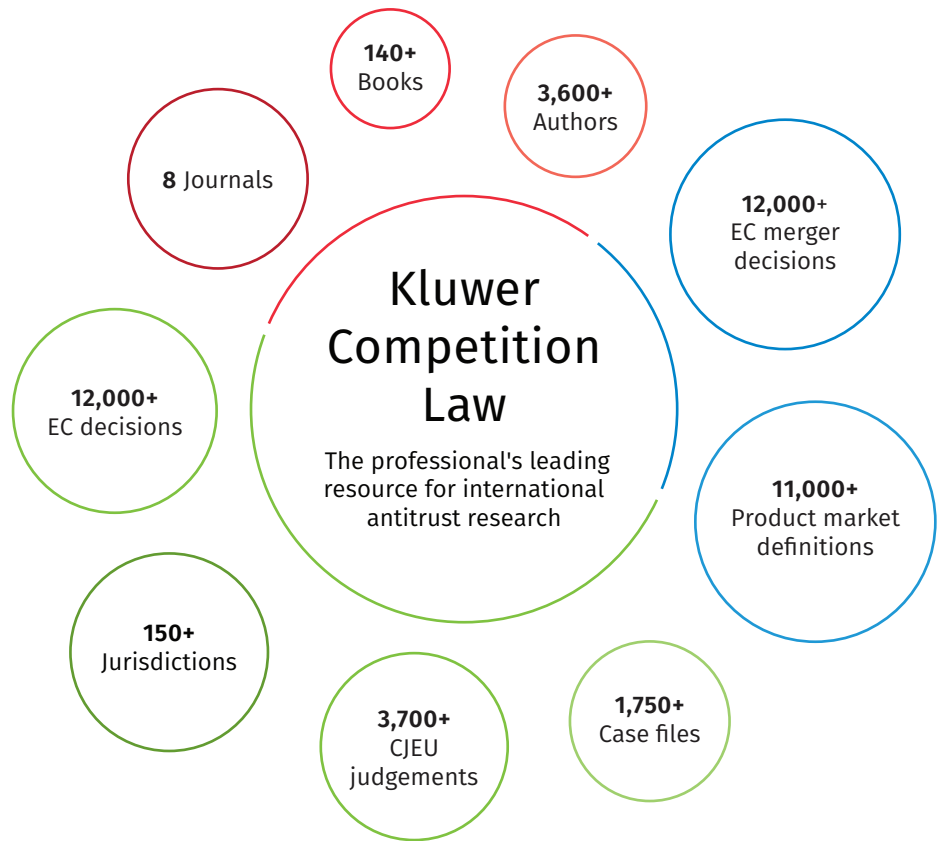 140+
Books
3,600+
Authors
8 Journals
12,000+
EC merger
decisions
Kluwer
Competition
Law
The professional's leading
resource for international
antitrust research
12,000+
EC decisions
11,000+
Product market
definitions
150+
Jurisdictions
3,700+
CJEU
judgements
1,750+
Case files